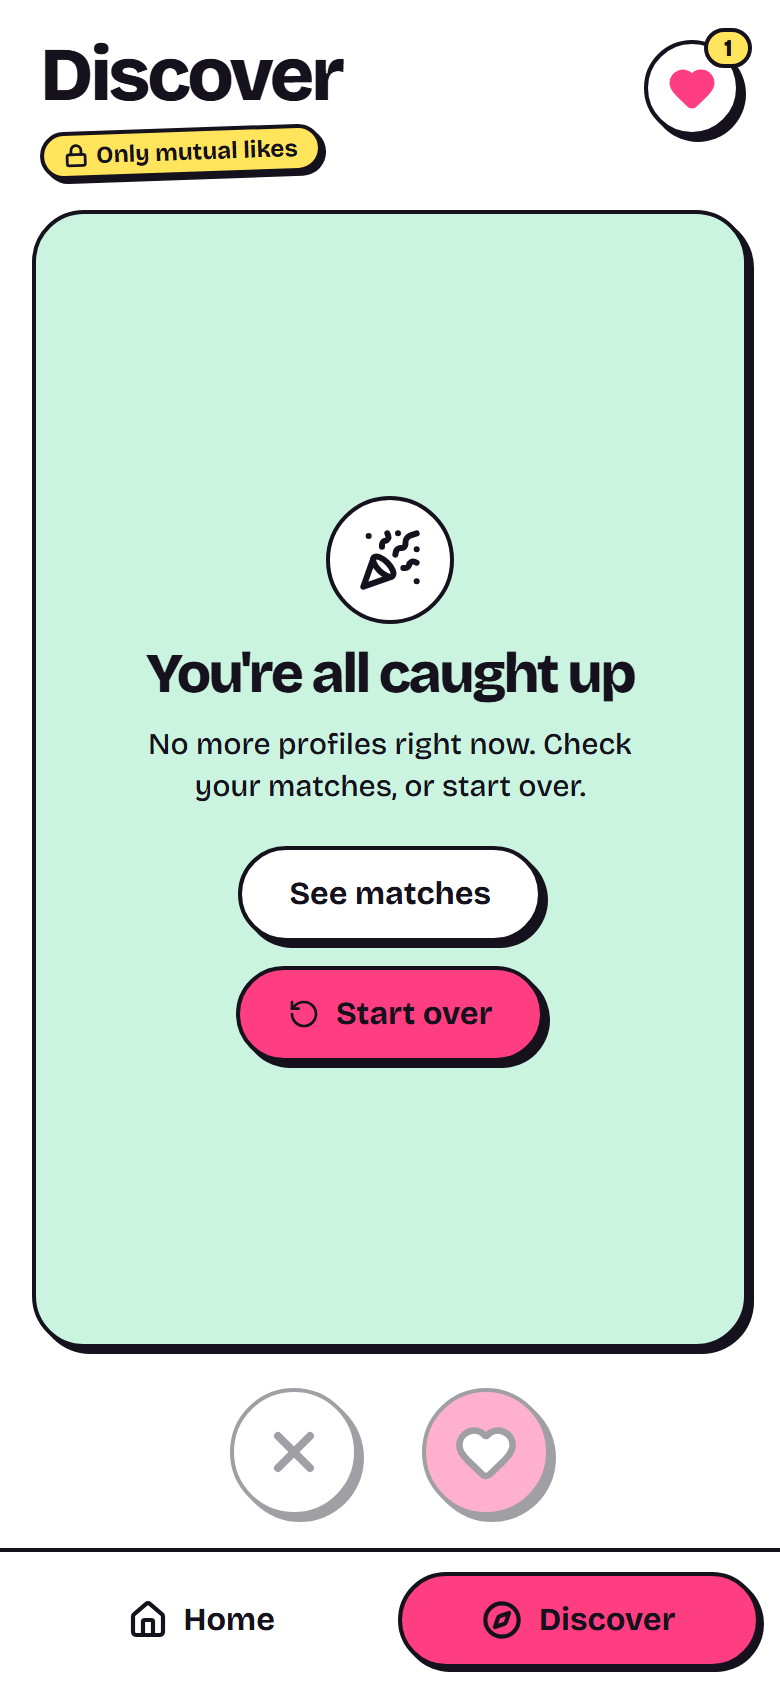 Discover
1
Only mutual likes
You're all caught up
No more profiles right now. Check
your matches, or start over.
See matches
Start over
Home
Discover